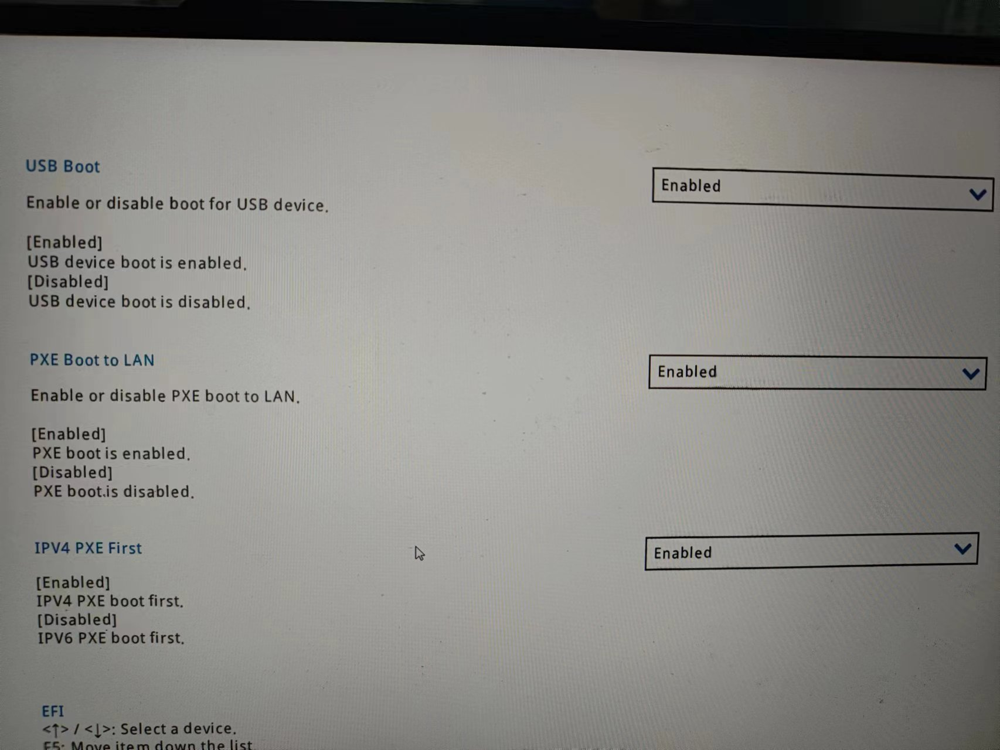 USB Boot
Enabled
Enable or disable boot for USB device.
[Enabled]
USB device boot is enabled.
[Disabled]
USB device boot is disabled.
PXE Boot to LAN
Enabled
Enable or disable PXE boot to LAN.
[Enabled]
PXE boot is enabled.
[Disabled]
PXE boot is disabled.
IPV4 PXE First
Enabled
[Enabled]
IPV4 PXE boot first.
[Disabled]
IPV6 PXE boot first.
EFI
<↑> / <↓>: Select a device.
F5: Move item down the list